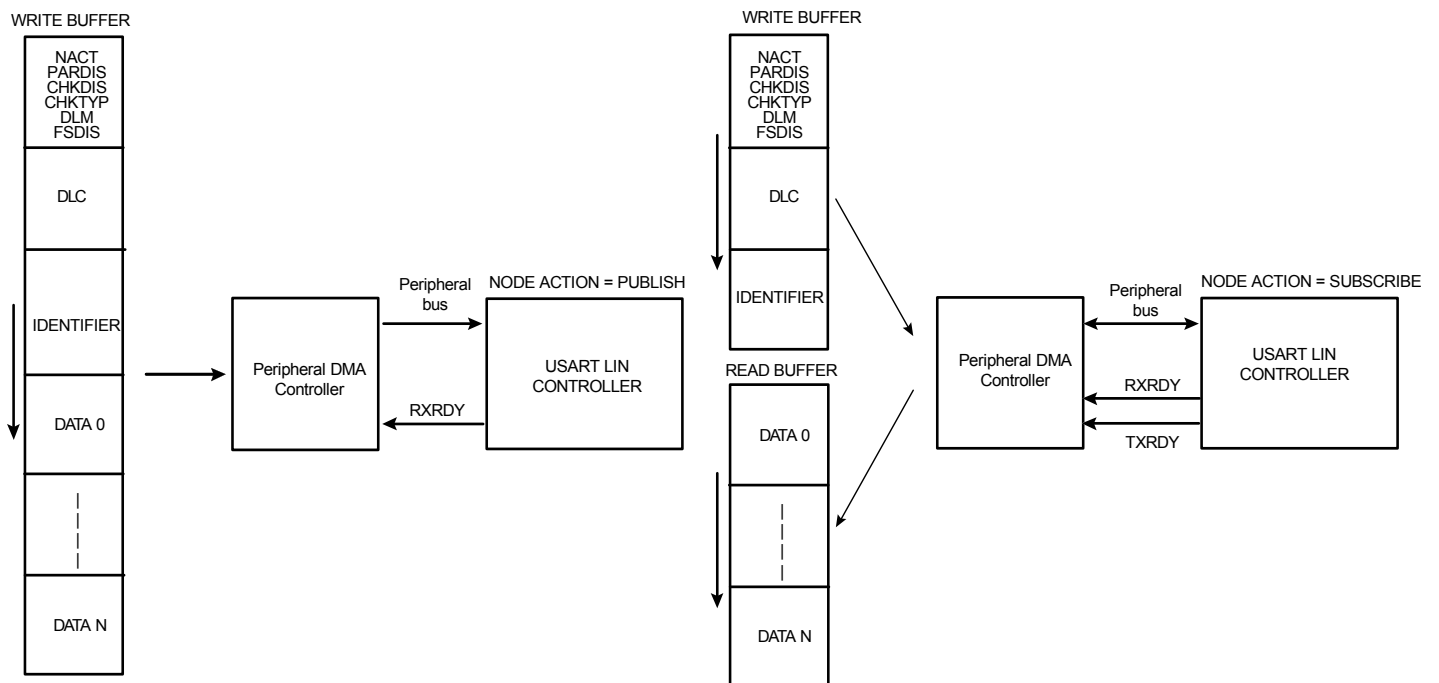 WRITE BUFFER
NACT
PARDIS
CHKDIS
CHKTYP
DLM
FSDIS
DLC
IDENTIFIER
DATA 0
DATA N
Peripheral DMA
Controller
Peripheral
bus
RXRDY
NODE ACTION = PUBLISH
USART LIN
CONTROLLER
WRITE BUFFER
NACT
PARDIS
CHKDIS
CHKTYP
DLM
FSDIS
DLC
IDENTIFIER
READ BUFFER
DATA 0
DATA N
Peripheral DMA
Controller
Peripheral
bus
RXRDY
TXRDY
NODE ACTION = SUBSCRIBE
USART LIN
CONTROLLER